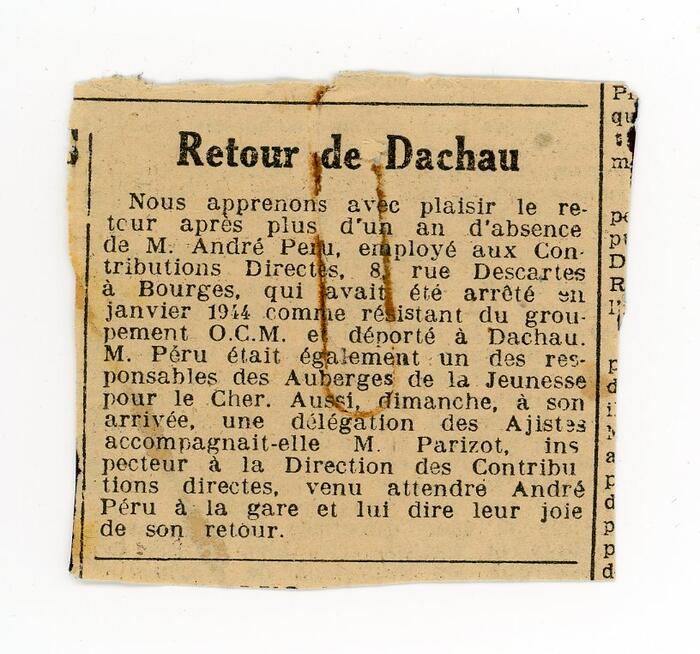 Retour de Dachau
Nous apprenons avec plaisir le re-
tour après plus d'un an d'absence
de M. André Peru, employé aux Con-
tributions Directes, 8, rue Descartes
à Bourges, qui avait été arrêté en
janvier 1944 comme résistant du grou-
pement O.C.M. et déporté à Dachau.
M. Péru était également un des res-
ponsables des Auberges de la Jeunesse
pour le Cher. Aussi, dimanche, à son
arrivée, une délégation des Ajistes
accompagnait-elle M. Parizot, ins
pecteur à la Direction des Contribu
tions directes, venu attendre André
Péru à la gare et lui dire leur joie
de son retour.